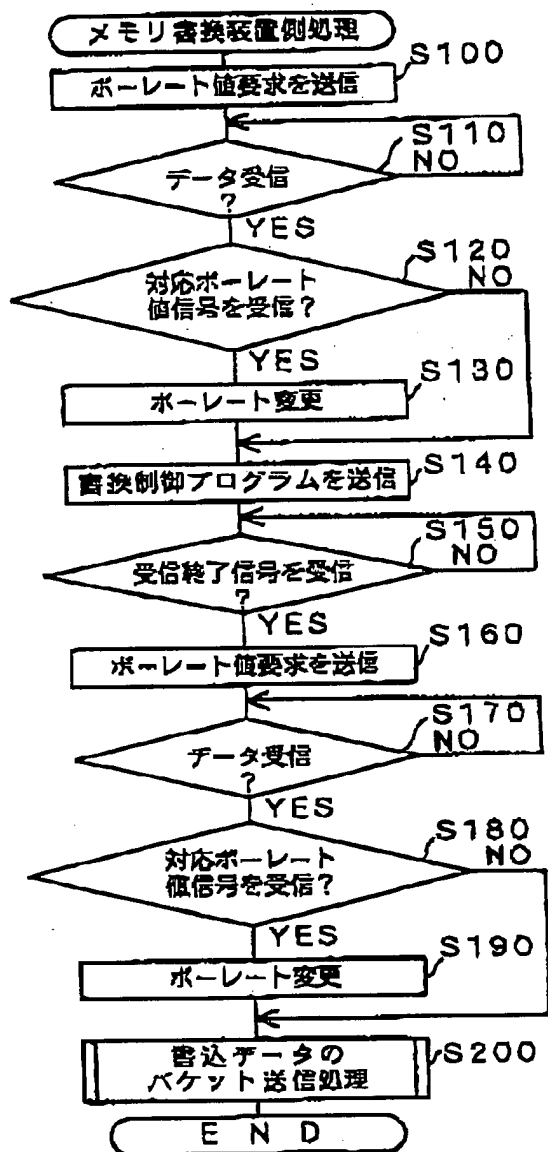 メモリ書換装置側処理
S100
ボーレート値要求を送信
S110
NO
データ受信
?
YES
S120
NO
対応ボーレート
値信号を受信?
YES
S130
ボーレート変更
S140
書換制御プログラムを送信
S150
NO
受信終了信号を受信
?
YES
S160
ボーレート値要求を送信
S170
NO
データ受信
?
YES
S180
NO
対応ボーレート
値信号を受信?
YES
S190
ボーレート変更
書込データの
パケット送信処理
S200
END